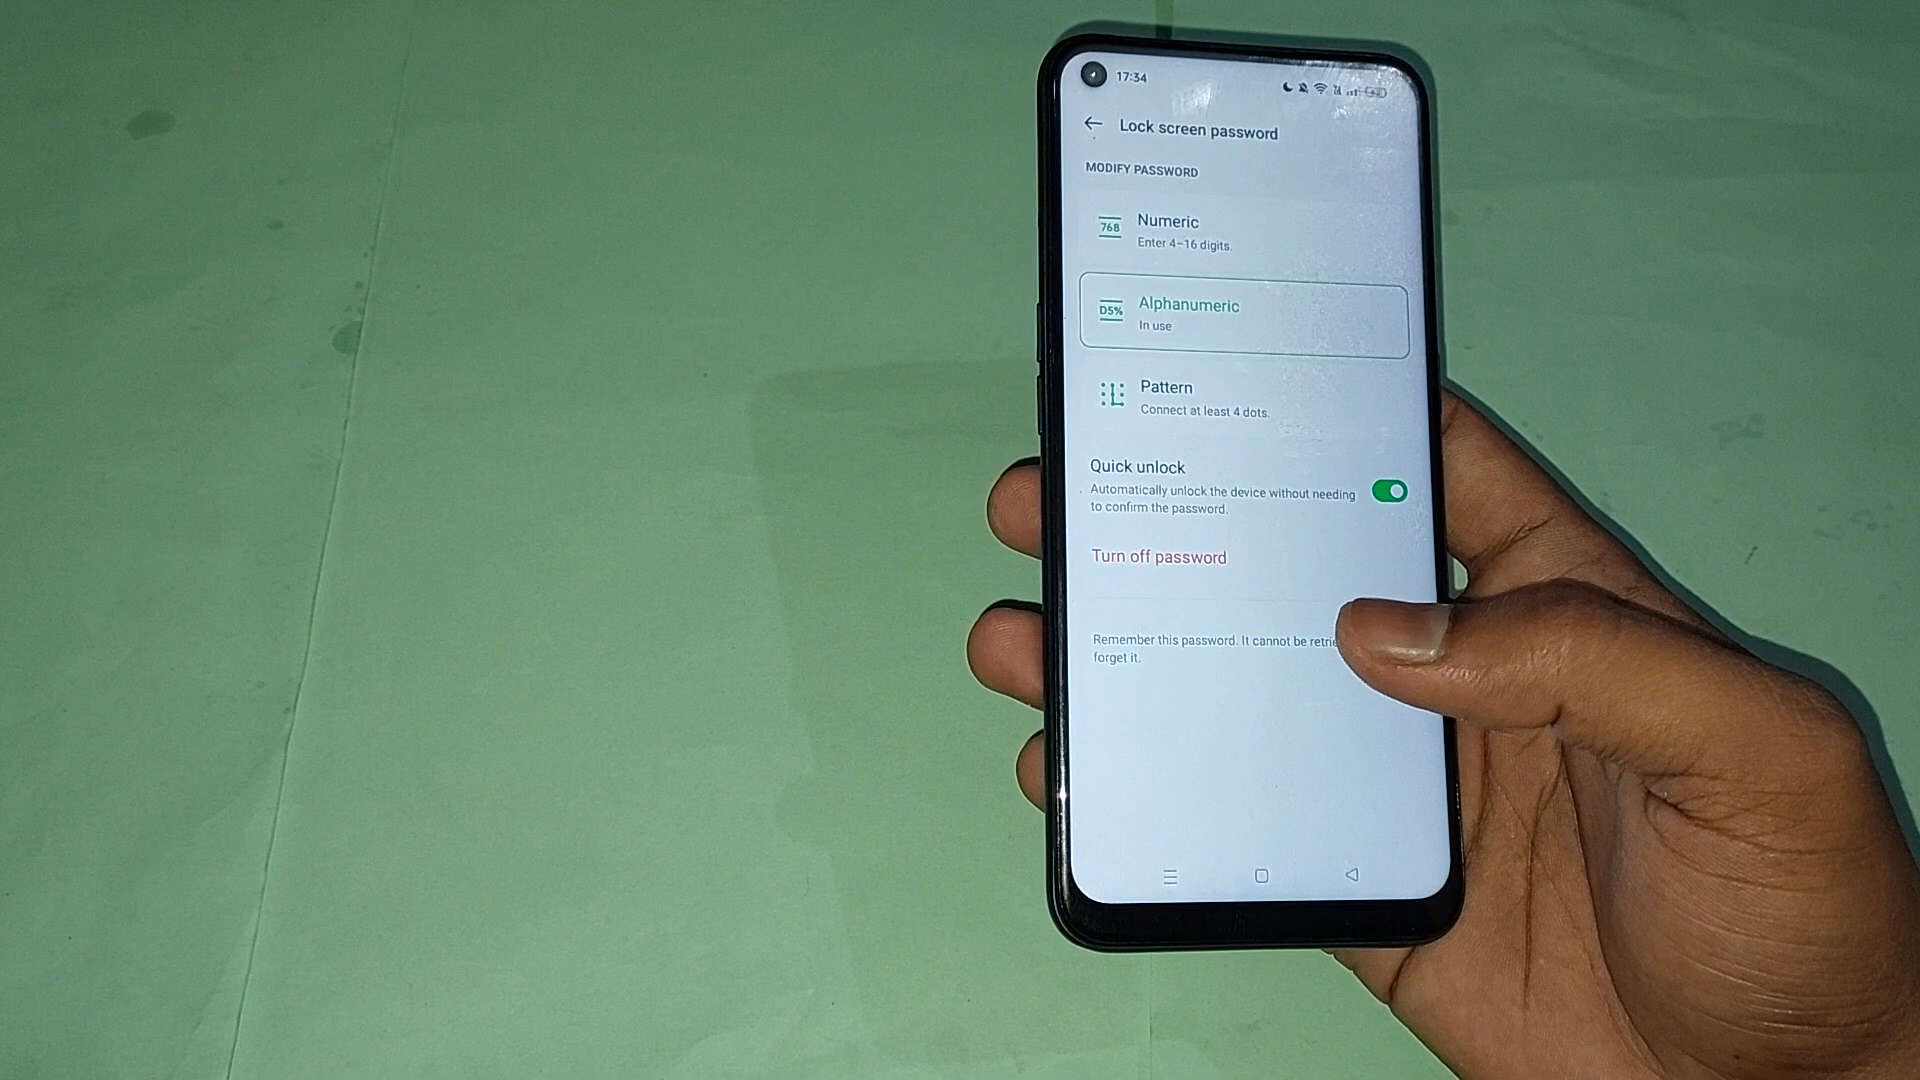 17:34
Lock screen password
MODIFY PASSWORD
768
Numeric
Enter 4-16 digits.
D5%
Alphanumeric
In use
Pattern
Connect at least 4 dots.
Quick unlock
Automatically unlock the device without needing
to confirm the password.
Turn off password
Remember this password. It cannot be retrie
forget it.